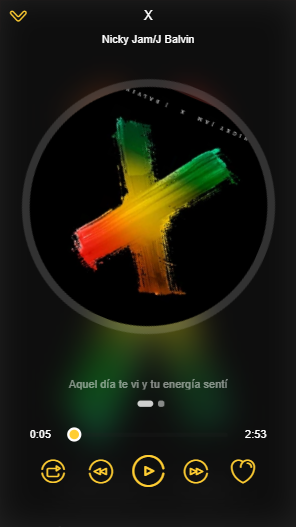 X
Nicky Jam/J Balvin
NICKY JAM X J BALVIN
Aquel día te vi y tu energía sentí
0:05
2:53